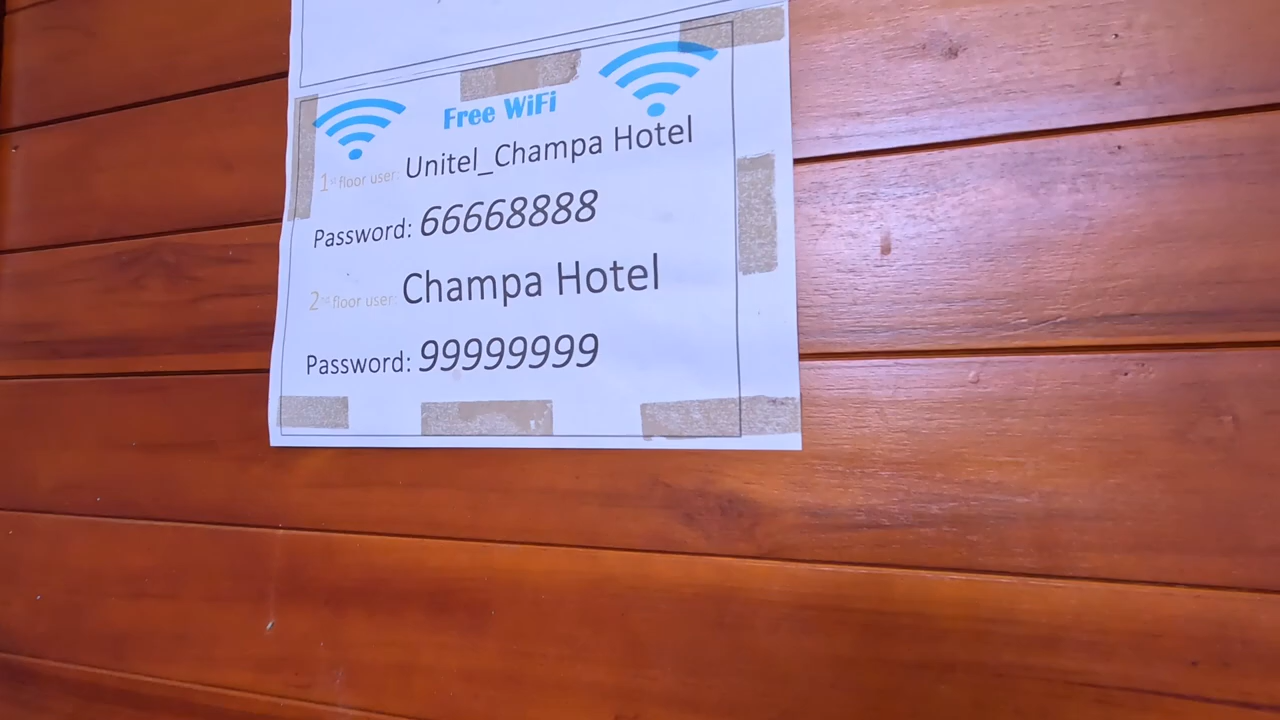 Free WiFi
1st floor user: Unitel_Champa Hotel
Password: 66668888
2nd floor user: Champa Hotel
Password: 99999999